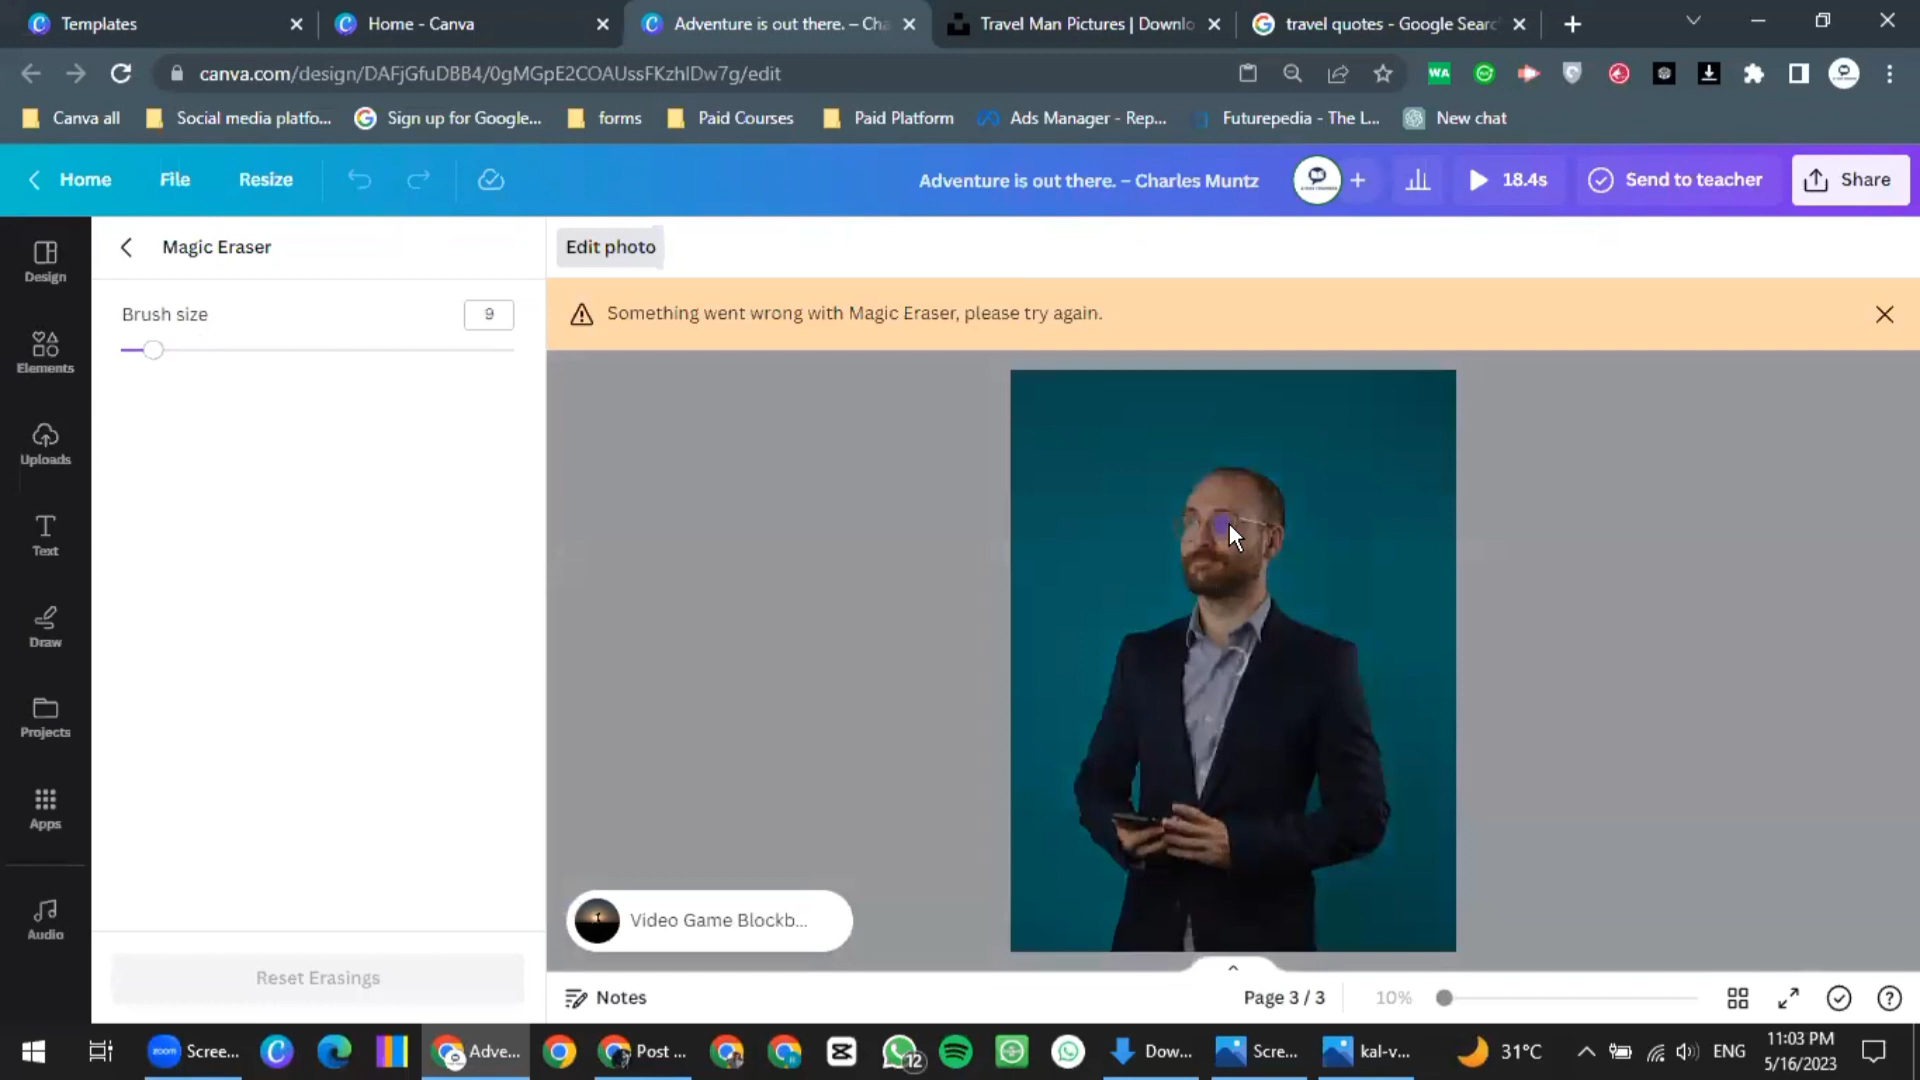 Templates
Home - Canva
Adventure is out there. – Cha
Travel Man Pictures | Downlo
travel quotes - Google Searc
canva.com/design/DAFjGfuDBB4/0gMGpE2COAUssFKzhlDw7g/edit
WA
Canva all
Social media platfo...
Sign up for Google...
forms
Paid Courses
Paid Platform
Ads Manager - Rep...
Futurepedia - The L...
New chat
Home
File
Resize
Adventure is out there. – Charles Muntz
18.4s
Send to teacher
Share
Design
Elements
Uploads
Text
Draw
Projects
Apps
Audio
Magic Eraser
Brush size
9
Reset Erasings
Edit photo
Something went wrong with Magic Eraser, please try again.
Video Game Blockb...
Notes
Page 3 / 3
10%
zoom
Scree...
Adve...
Post ...
12
Dow...
Scre...
kal-v...
31°C
ENG
11:03 PM
5/16/2023